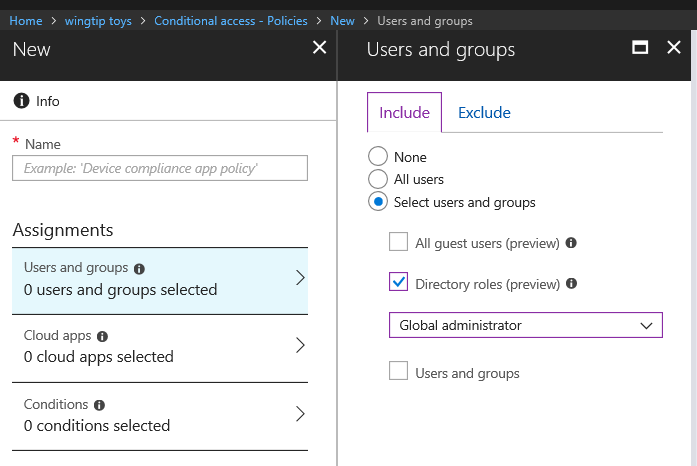 Home > wingtip toys > Conditional access - Policies > New > Users and groups
New
Info
* Name
Example: 'Device compliance app policy'
Assignments
Users and groups
0 users and groups selected
Cloud apps
0 cloud apps selected
Conditions
0 conditions selected
Users and groups
Include Exclude
None
All users
Select users and groups
All guest users (preview)
Directory roles (preview)
Global administrator
Users and groups